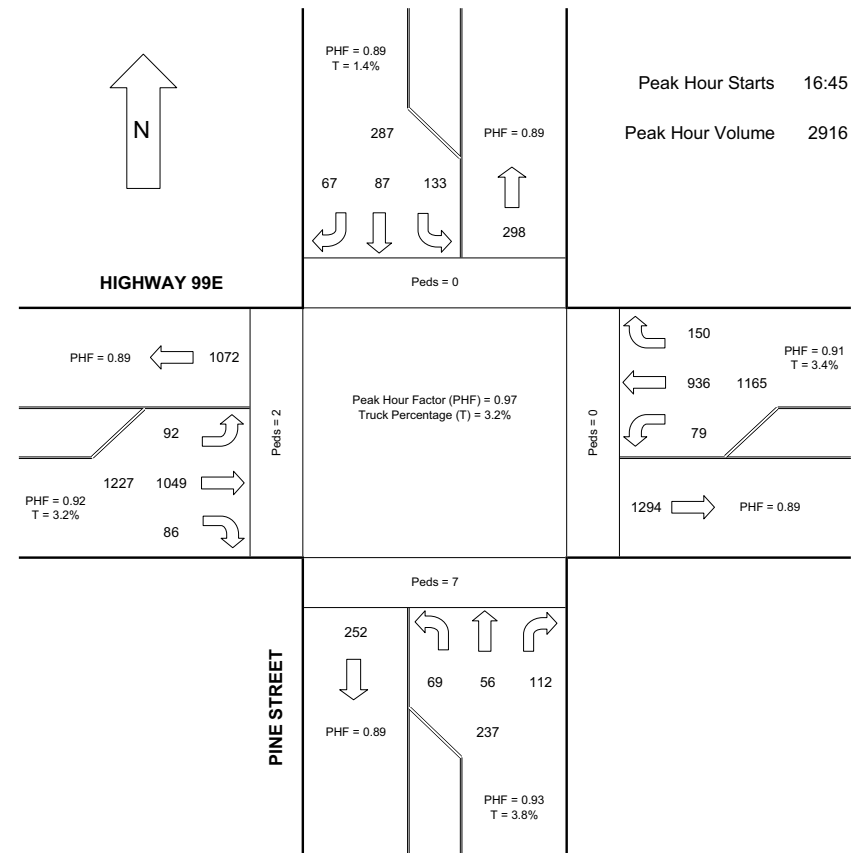 PHF = 0.89
T = 1.4%
Peak Hour Starts 16:45
N
287
PHF = 0.89
Peak Hour Volume 2916
67 87 133
298
HIGHWAY 99E
Peds = 0
150
PHF = 0.89
1072
PHF = 0.91
T = 3.4%
936 1165
Peak Hour Factor (PHF) = 0.97
Truck Percentage (T) = 3.2%
92
Peds = 2
Peds = 0
79
1227 1049
PHF = 0.92
T = 3.2%
86
1294
PHF = 0.89
Peds = 7
252
PINE STREET
69 56 112
PHF = 0.89
237
PHF = 0.93
T = 3.8%